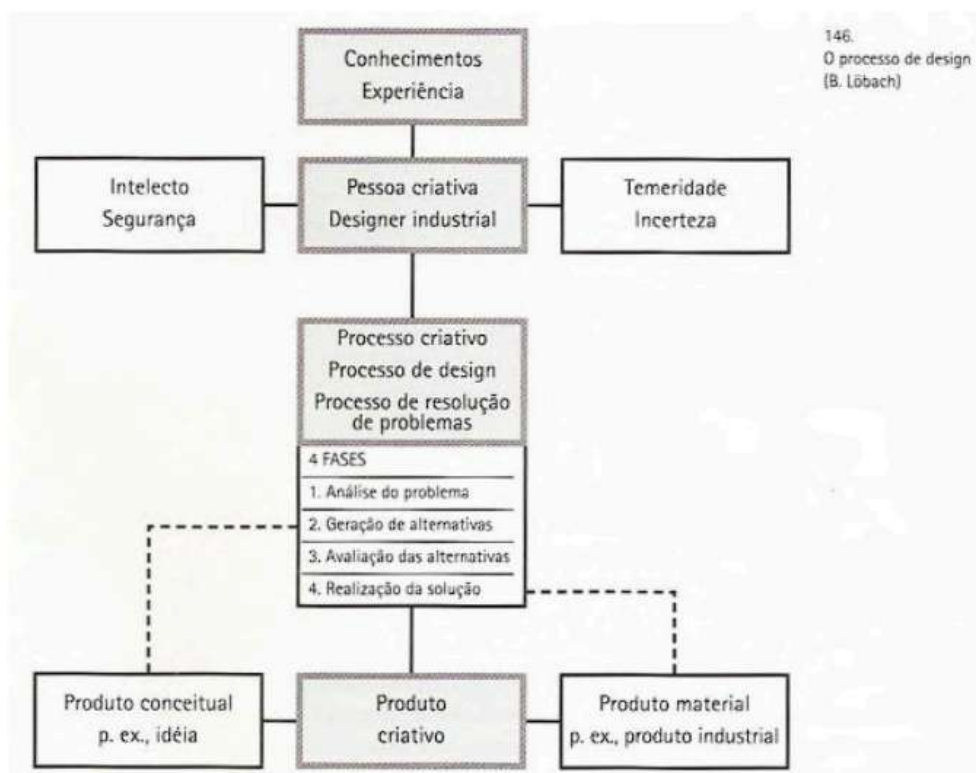 146.
O processo de design
(B. Löbach)
Conhecimentos
Experiência
Intelecto
Segurança
Pessoa criativa
Designer industrial
Temeridade
Incerteza
Processo criativo
Processo de design
Processo de resolução
de problemas
4 FASES
1. Análise do problema
2. Geração de alternativas
3. Avaliação das alternativas
4. Realização da solução
Produto conceitual
p. ex., idéia
Produto
criativo
Produto material
p. ex., produto industrial